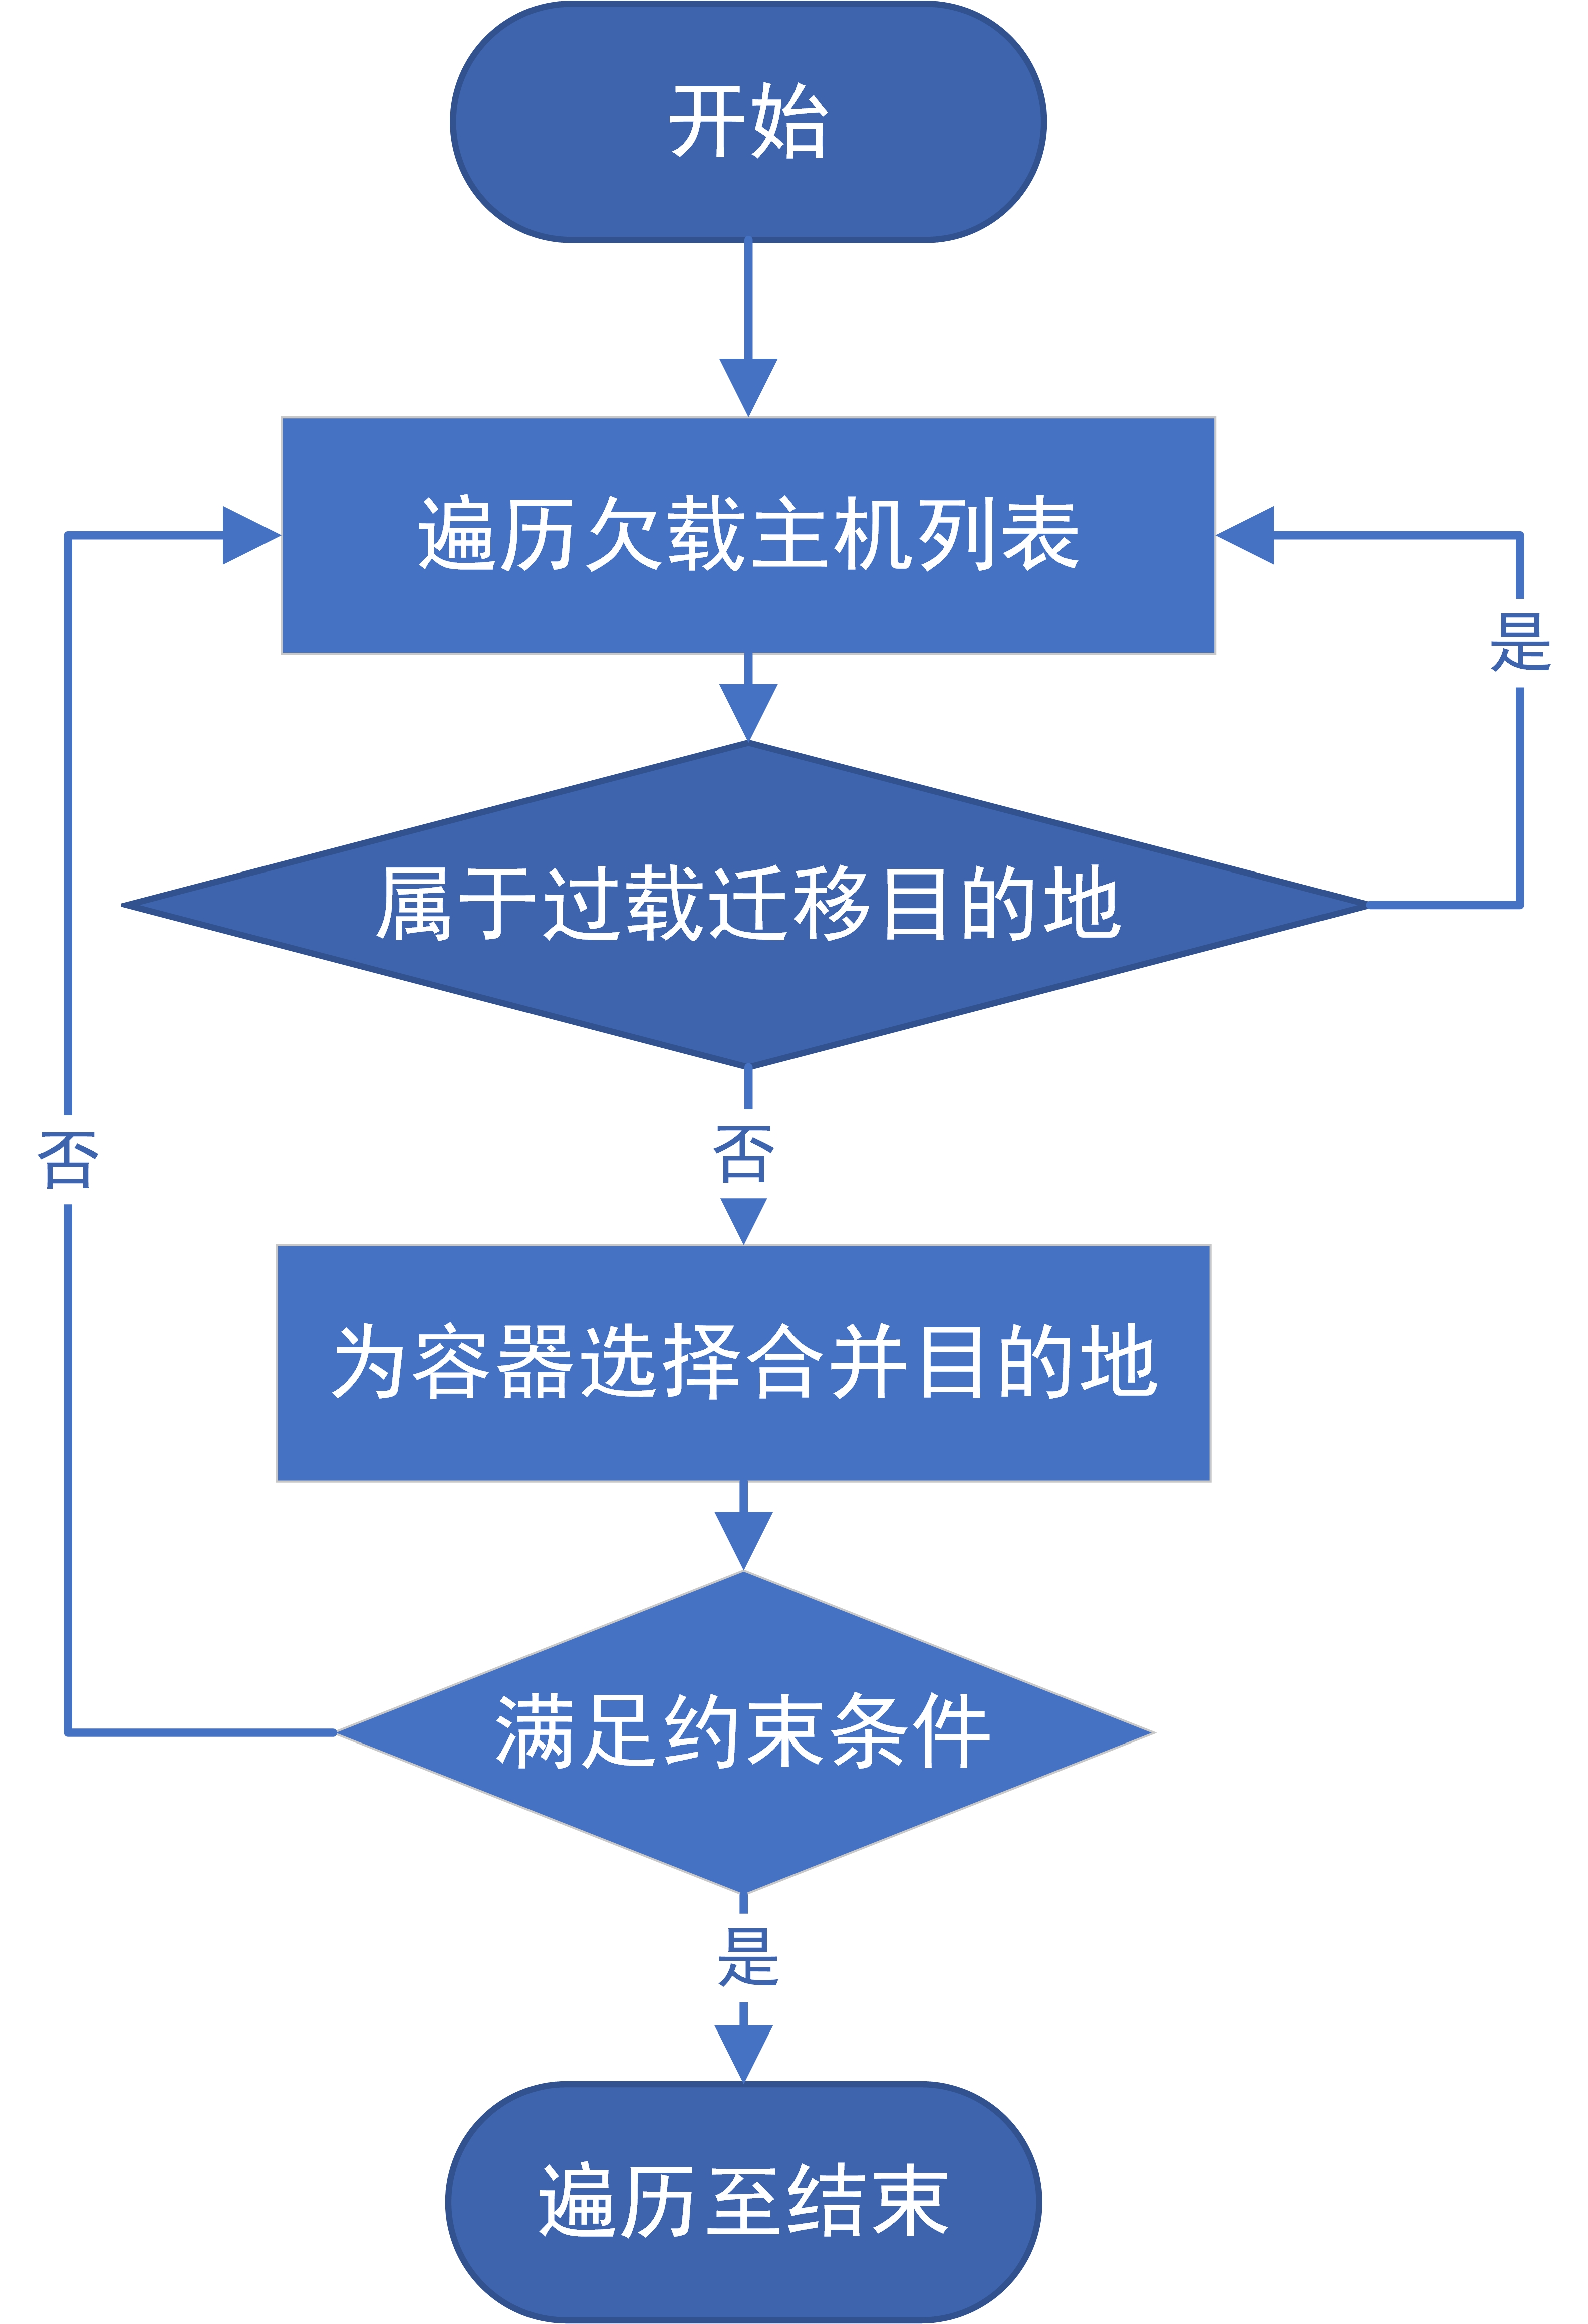 开始
遍历欠载主机列表
是
属于过载迁移目的地
否
否
为容器选择合并目的地
满足约束条件
是
遍历至结束